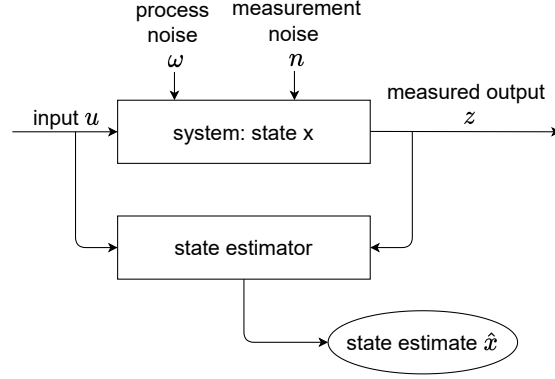 process
noise
ω
measurement
noise
n
input u
system: state x
measured output
z
state estimator
state estimate x̂